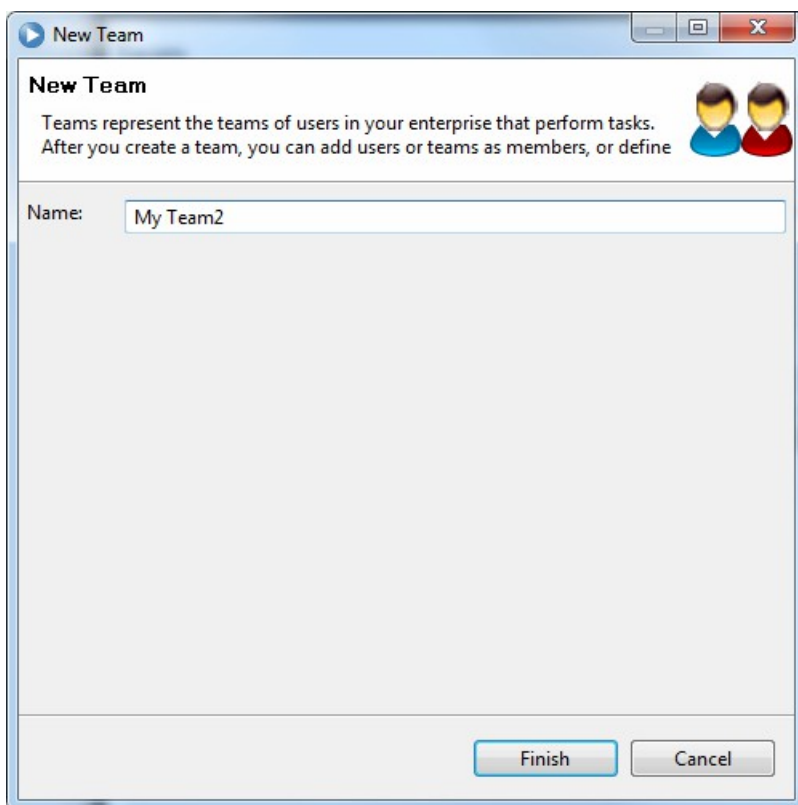 New Team
New Team
Teams represent the teams of users in your enterprise that perform tasks.
After you create a team, you can add users or teams as members, or define
Name: My Team2
Finish Cancel